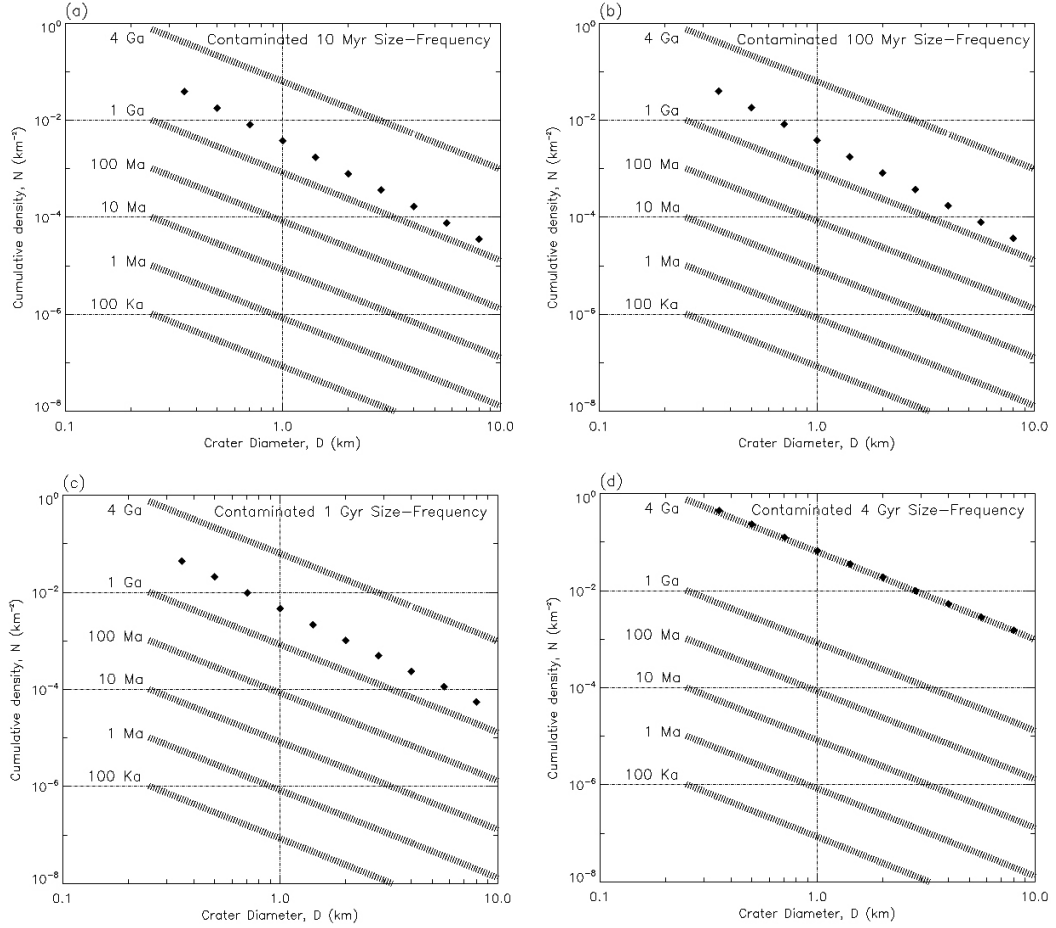 (a)
Contaminated 10 Myr Size-Frequency
4 Ga
1 Ga
100 Ma
10 Ma
1 Ma
100 Ka
10⁻²
10⁻⁴
10⁻⁶
10⁻⁸
Cumulative density, N (km⁻²)
0.1
1.0
10.0
Crater Diameter, D (km)
(b)
Contaminated 100 Myr Size-Frequency
10⁰
4 Ga
1 Ga
100 Ma
10 Ma
1 Ma
100 Ka
10⁻²
10⁻⁴
10⁻⁶
10⁻⁸
Cumulative density, N (km⁻²)
0.1
1.0
10.0
Crater Diameter, D (km)
(c)
Contaminated 1 Gyr Size-Frequency
10⁰
4 Ga
1 Ga
100 Ma
10 Ma
1 Ma
100 Ka
10⁻²
10⁻⁴
10⁻⁶
10⁻⁸
Cumulative density, N (km⁻²)
0.1
1.0
10.0
Crater Diameter, D (km)
(d)
Contaminated 4 Gyr Size-Frequency
10⁰
4 Ga
1 Ga
100 Ma
10 Ma
1 Ma
100 Ka
10⁻²
10⁻⁴
10⁻⁶
10⁻⁸
Cumulative density, N (km⁻²)
0.1
1.0
10.0
Crater Diameter, D (km)